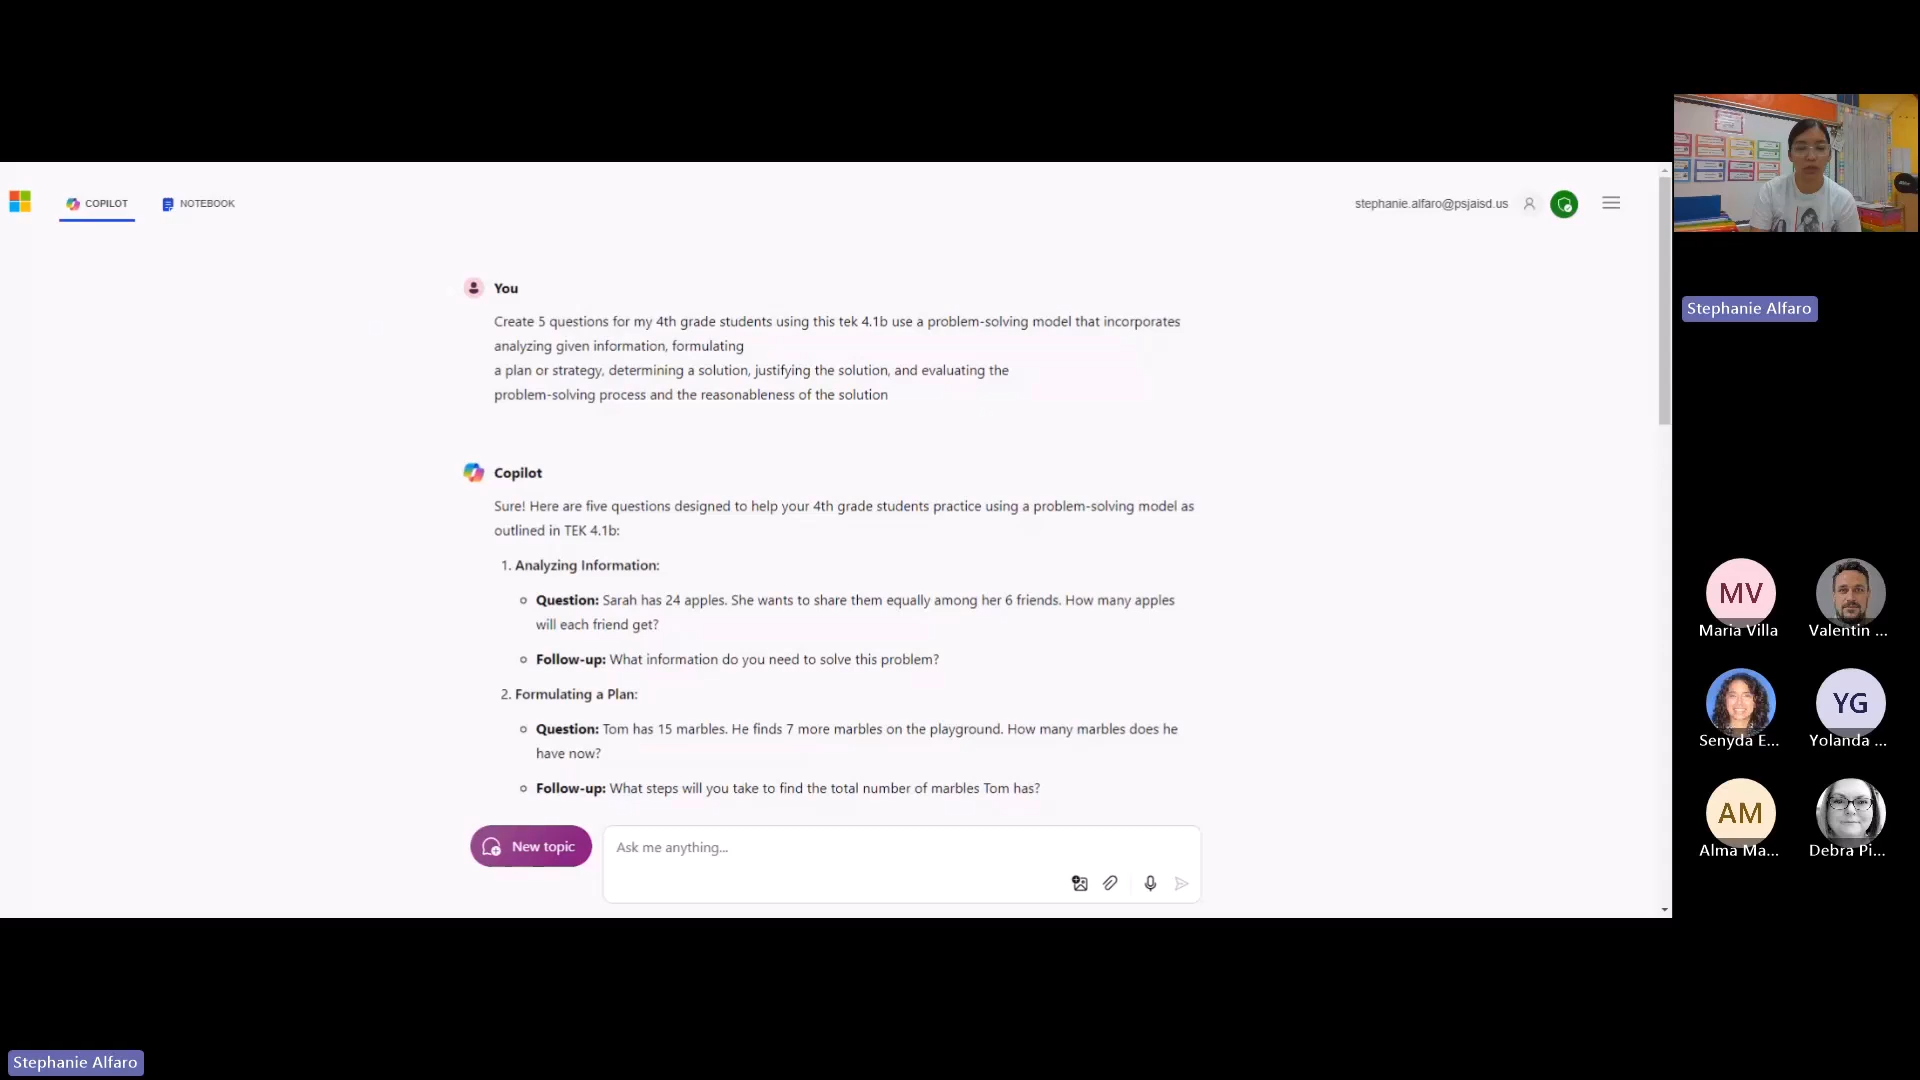 COPILOT
NOTEBOOK
stephanie.alfaro@psjaisd.us
You
Create 5 questions for my 4th grade students using this tek 4.1b use a problem-solving model that incorporates
analyzing given information, formulating
a plan or strategy, determining a solution, justifying the solution, and evaluating the
problem-solving process and the reasonableness of the solution
Copilot
Sure! Here are five questions designed to help your 4th grade students practice using a problem-solving model as
outlined in TEK 4.1b:
1. Analyzing Information:
Question: Sarah has 24 apples. She wants to share them equally among her 6 friends. How many apples
will each friend get?
Follow-up: What information do you need to solve this problem?
2. Formulating a Plan:
Question: Tom has 15 marbles. He finds 7 more marbles on the playground. How many marbles does he
have now?
Follow-up: What steps will you take to find the total number of marbles Tom has?
New topic
Ask me anything...
Stephanie Alfaro
MV
Maria Villa
Valentin ...
Senyda E...
YG
Yolanda ...
AM
Alma Ma...
Debra Pi...
Stephanie Alfaro